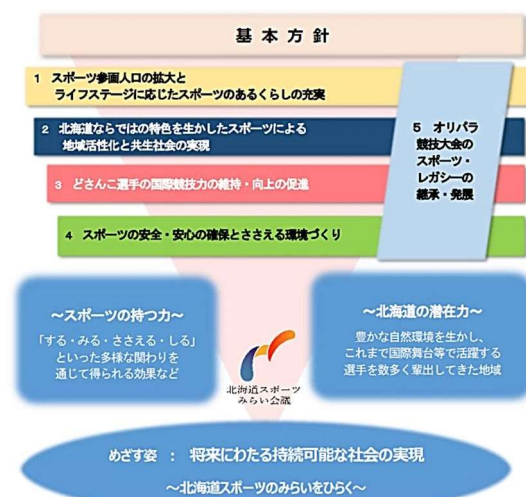 基本方針
1 スポーツ参画人口の拡大と
ライフステージに応じたスポーツのあるくらしの充実
2 北海道ならではの特色を生かしたスポーツによる
地域活性化と共生社会の実現
3 どさんこ選手の国際競技力の維持・向上の促進
4 スポーツの安全・安心の確保とささえる環境づくり
5 オリパラ
競技大会の
スポーツ・
レガシーの
継承・発展
～スポーツの持つ力～
「する・みる・ささえる・しる」
といった多様な関わりを
通じて得られる効果など
～北海道の潜在力～
豊かな自然環境を生かし、
これまで国際舞台等で活躍する
選手を数多く輩出してきた地域
北海道スポーツ
みらい会議
めざす姿 : 将来にわたる持続可能な社会の実現
～北海道スポーツのみらいをひらく～